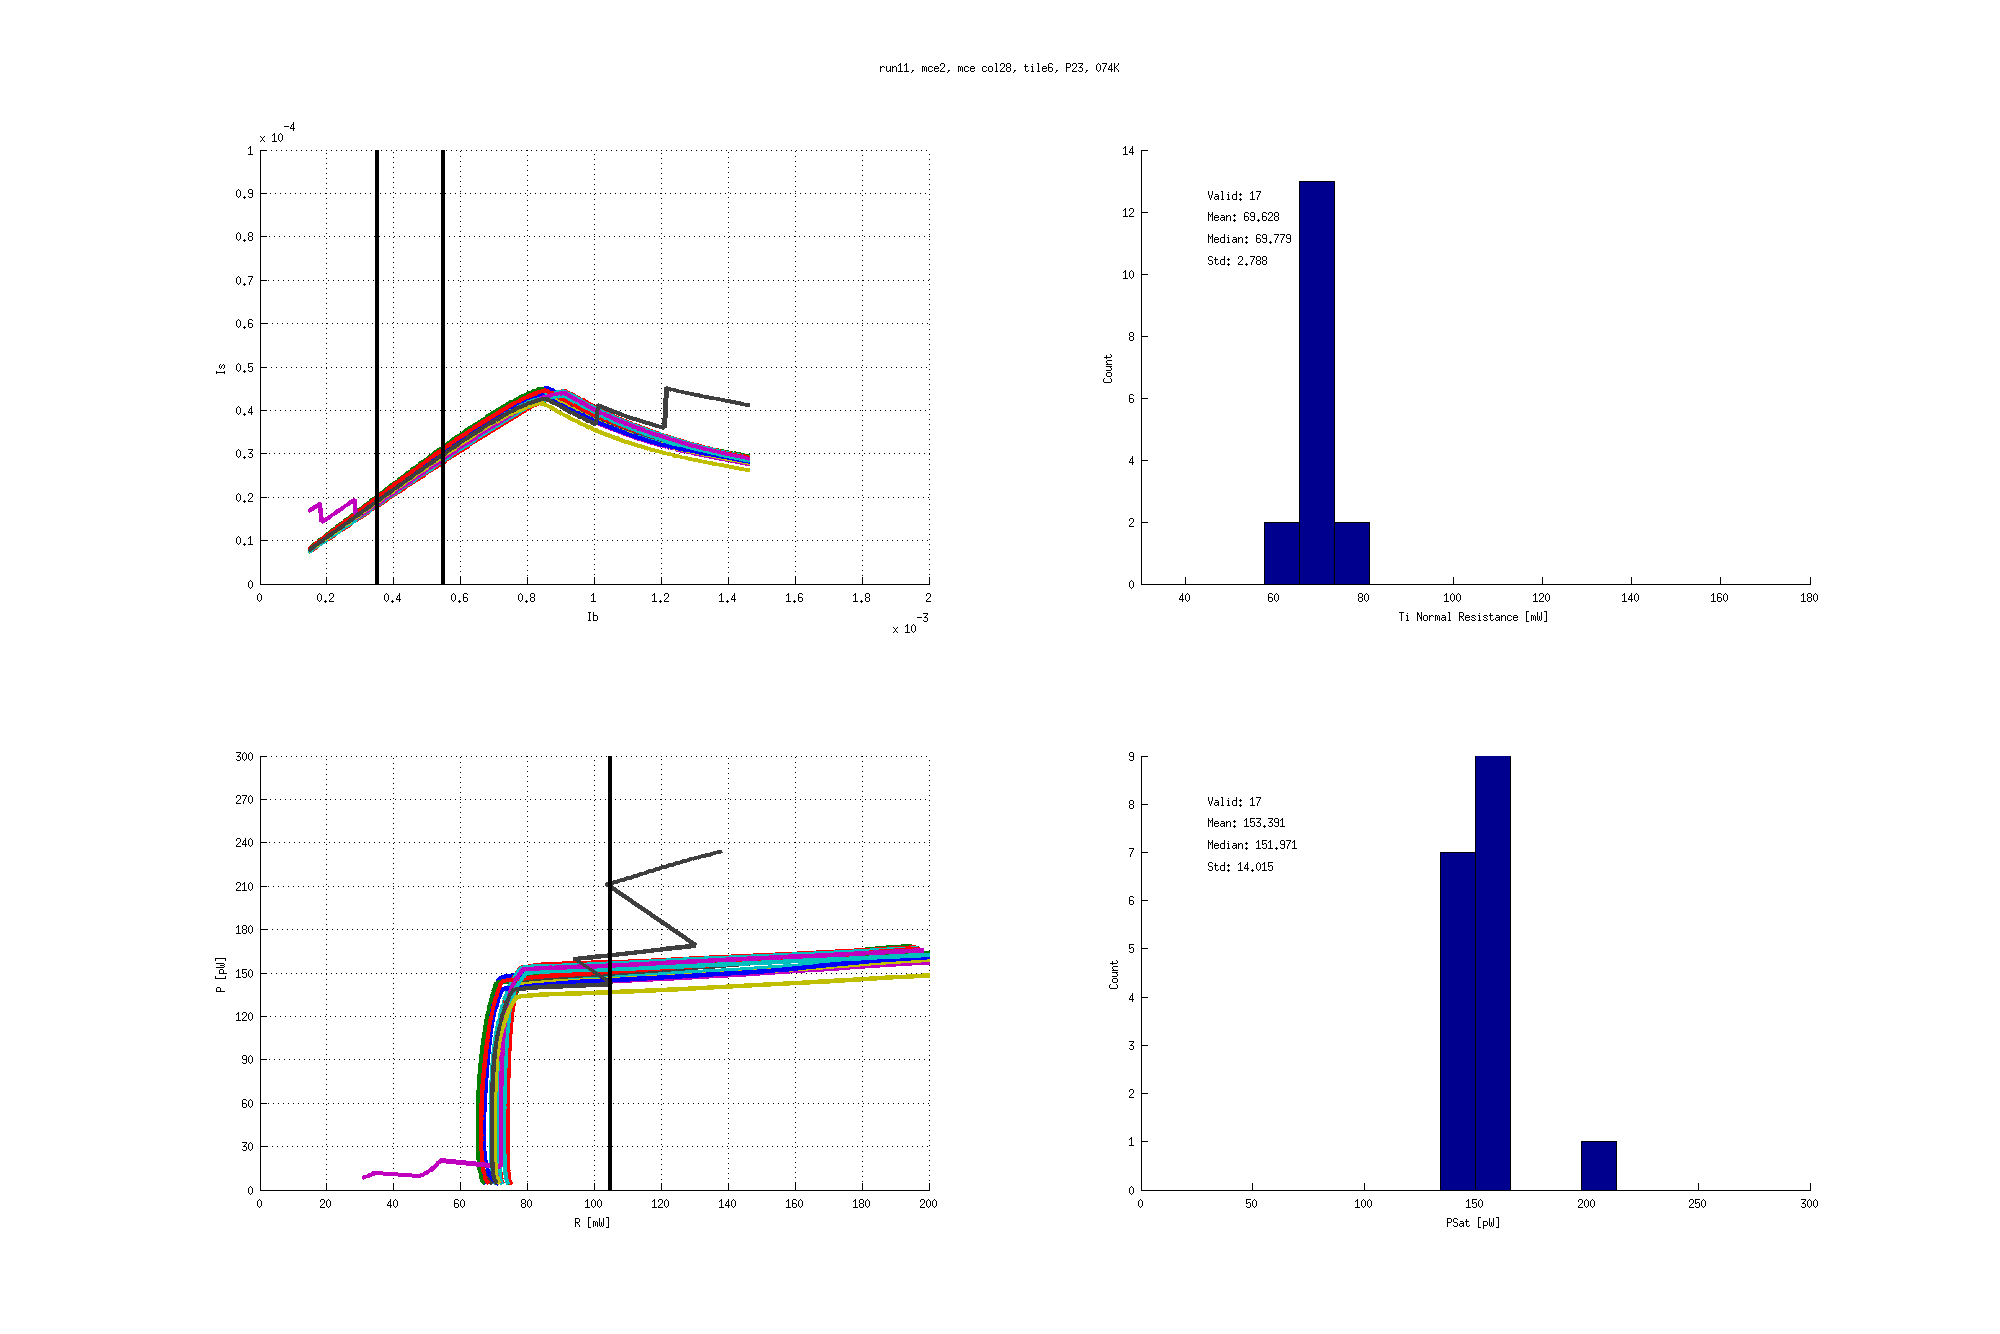 run11, mce2, mce col28, tile6, P23, 074K
x 10^-4
1
0.9
0.8
0.7
0.6
0.5
0.4
0.3
0.2
0.1
0
Is
0 0.2 0.4 0.6 0.8 1 1.2 1.4 1.6 1.8 2
Ib
x 10^-3
14
12
10
8
6
4
2
0
Count
Valid: 17
Mean: 69.628
Median: 69.779
Std: 2.788
40 60 80 100 120 140 160 180
Ti Normal Resistance [mW]
300
270
240
210
180
150
120
90
60
30
0
P [pW]
0 20 40 60 80 100 120 140 160 180 200
R [mW]
9
8
7
6
5
4
3
2
1
0
Count
Valid: 17
Mean: 153.391
Median: 151.971
Std: 14.015
0 50 100 150 200 250 300
PSat [pW]